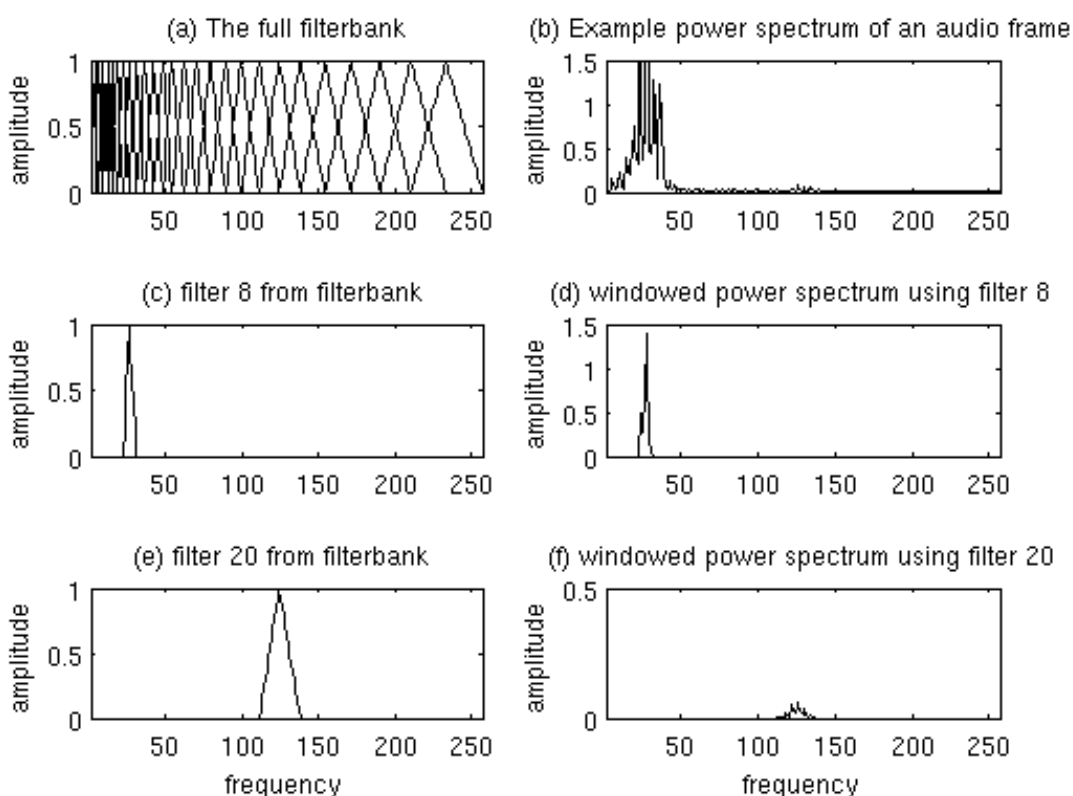 (a) The full filterbank
amplitude
1
0.5
0
50 100 150 200 250
(b) Example power spectrum of an audio frame
amplitude
1.5
1
0.5
0
50 100 150 200 250
(c) filter 8 from filterbank
amplitude
1
0.5
0
50 100 150 200 250
(d) windowed power spectrum using filter 8
amplitude
1.5
1
0.5
0
50 100 150 200 250
(e) filter 20 from filterbank
amplitude
1
0.5
0
50 100 150 200 250
frequency
(f) windowed power spectrum using filter 20
amplitude
0.5
0
50 100 150 200 250
frequency